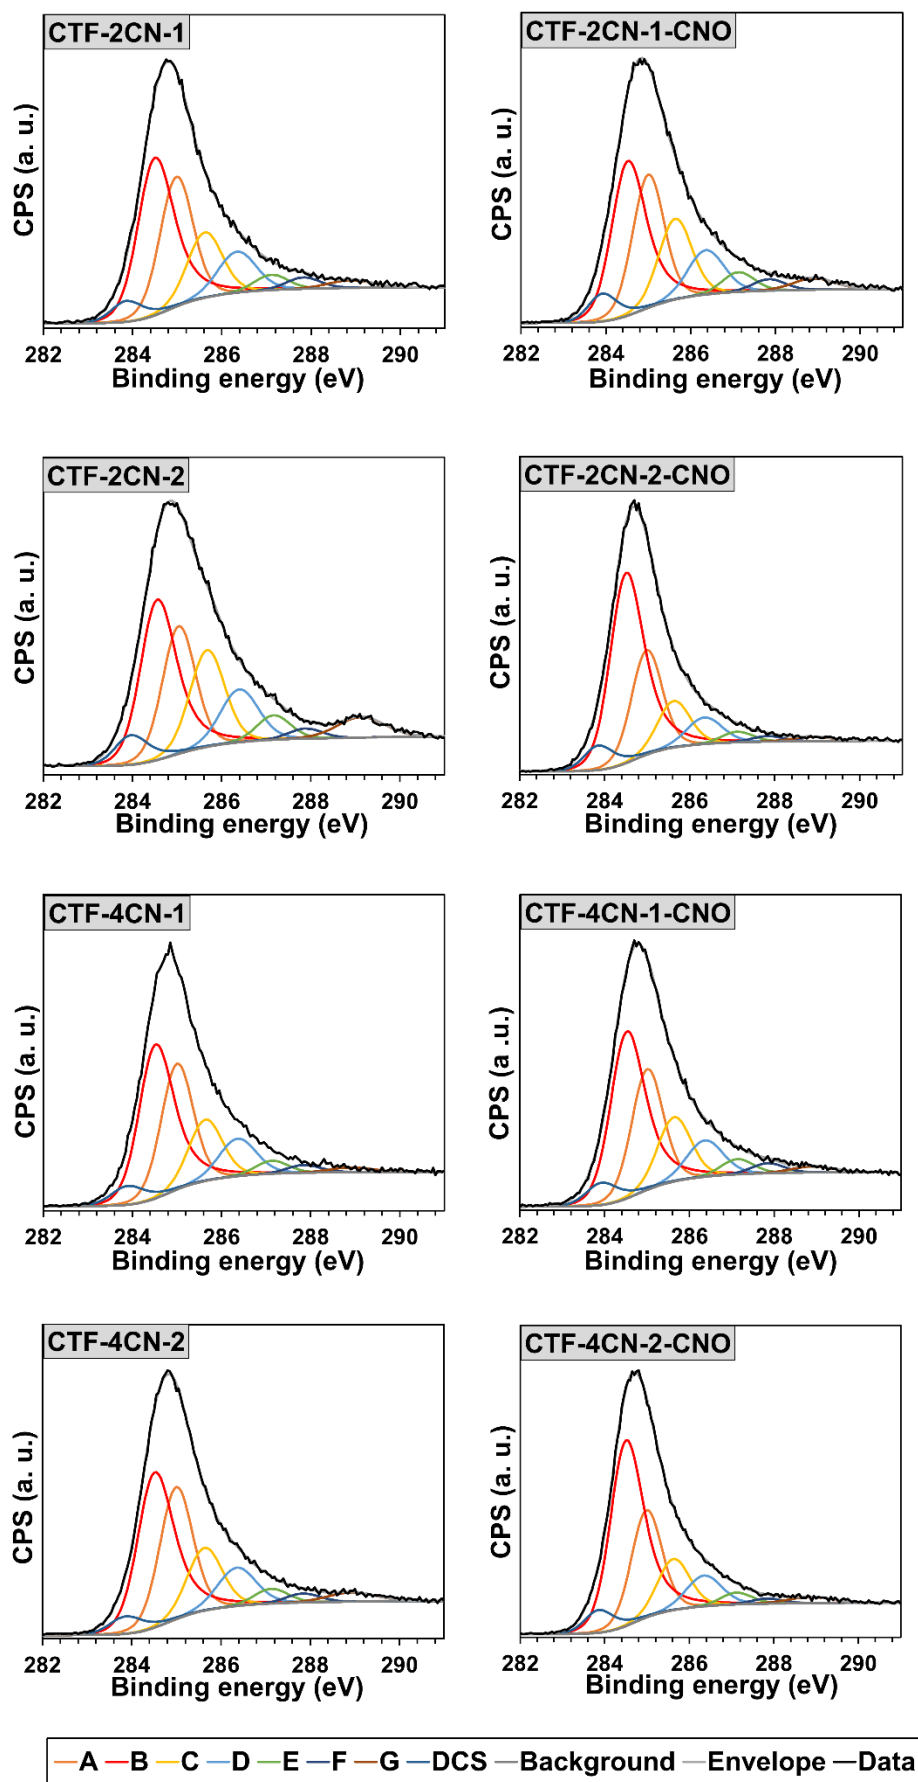 CTF-2CN-1
CPS (a. u.)
282 284 286 288 290
Binding energy (eV)
CTF-2CN-1-CNO
CPS (a. u.)
282 284 286 288 290
Binding energy (eV)
CTF-2CN-2
CPS (a. u.)
282 284 286 288 290
Binding energy (eV)
CTF-2CN-2-CNO
CPS (a. u.)
282 284 286 288 290
Binding energy (eV)
CTF-4CN-1
CPS (a. u.)
282 284 286 288 290
Binding energy (eV)
CTF-4CN-1-CNO
CPS (a .u.)
282 284 286 288 290
Binding energy (eV)
CTF-4CN-2
CPS (a. u.)
282 284 286 288 290
Binding energy (eV)
CTF-4CN-2-CNO
CPS (a. u.)
282 284 286 288 290
Binding energy (eV)
A B C D E F G DCS Background Envelope Data